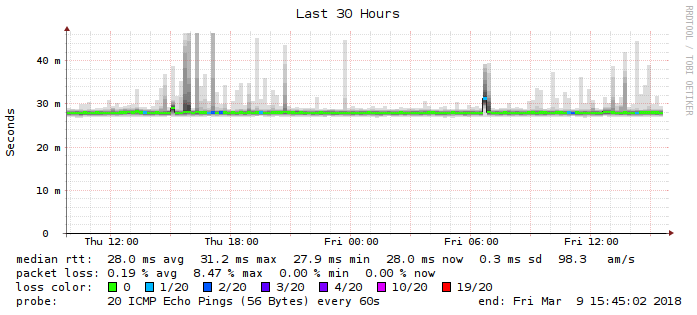 Last 30 Hours
RRDTOOL / TOBI OETIKER
Seconds
40 m
30 m
20 m
10 m
0
Thu 12:00 Thu 18:00 Fri 00:00 Fri 06:00 Fri 12:00
median rtt: 28.0 ms avg 31.2 ms max 27.9 ms min 28.0 ms now 0.3 ms sd 98.3 am/s
packet loss: 0.19 % avg 8.47 % max 0.00 % min 0.00 % now
loss color: 0 1/20 2/20 3/20 4/20 10/20 19/20
probe: 20 ICMP Echo Pings (56 Bytes) every 60s end: Fri Mar 9 15:45:02 2018